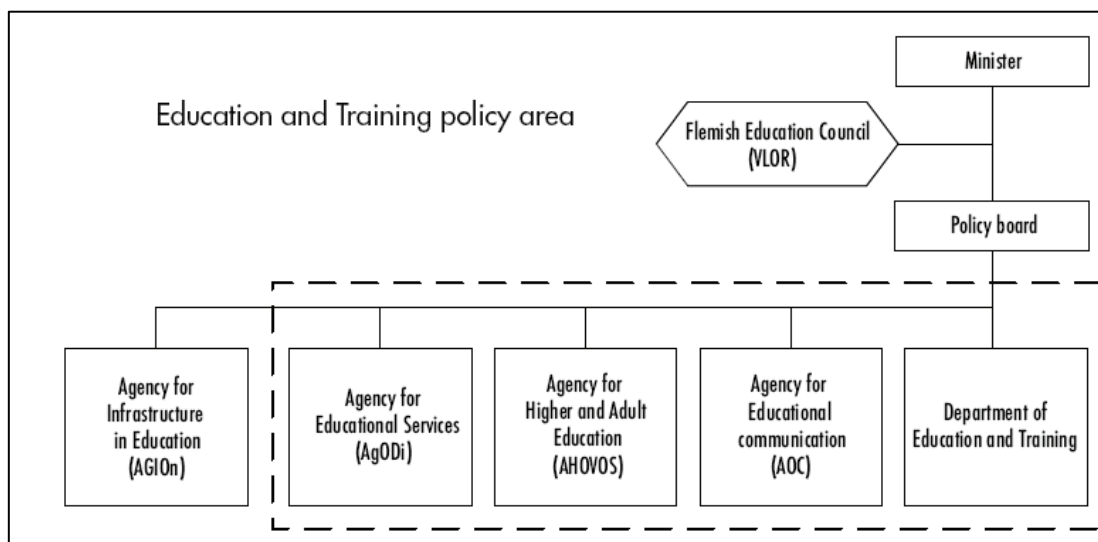 Minister
Education and Training policy area
Flemish Education Council
(VLOR)
Policy board
Agency for
Infrastructure
in Education
(AGIOn)
Agency for
Educational Services
(AgODi)
Agency for
Higher and Adult
Education
(AHOVOS)
Agency for
Educational
communication
(AOC)
Department of
Education and Training